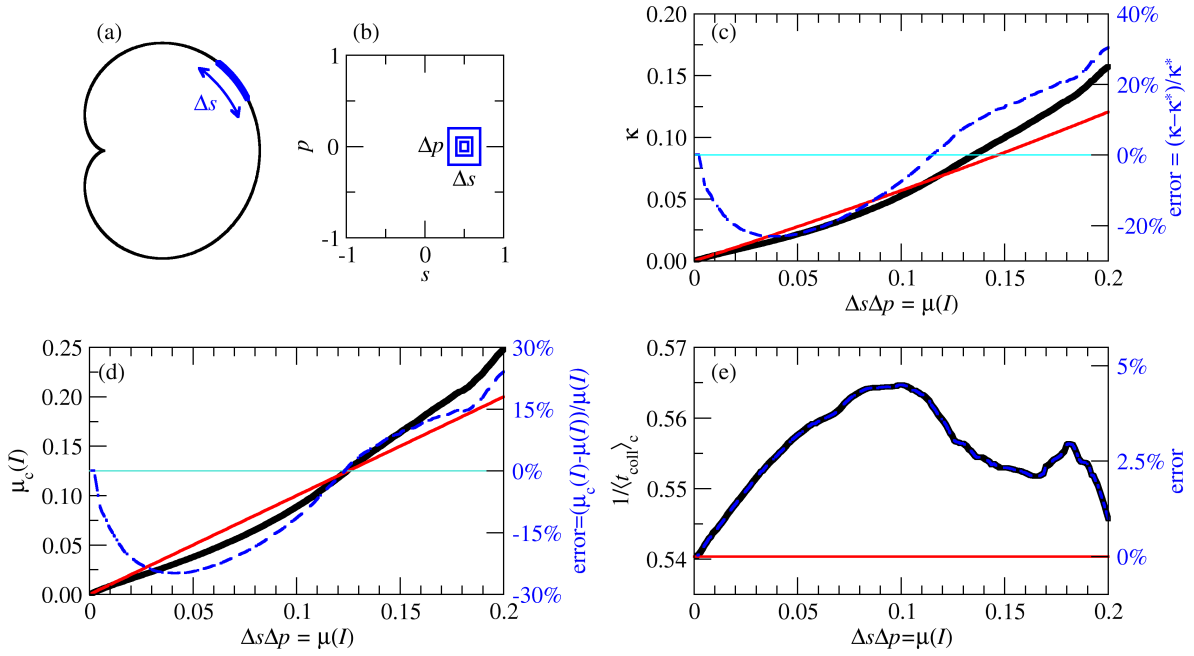 (a)
Δs
(b)
1
0
-1
p
Δp
Δs
-1 0 1
s
(c)
0.20
0.15
0.10
0.05
0.00
κ
0 0.05 0.1 0.15 0.2
ΔsΔp = μ(I)
40%
20%
0%
-20%
error = (κ−κ*)/κ*
(d)
0.25
0.20
0.15
0.10
0.05
0.00
μc(I)
0 0.05 0.1 0.15 0.2
ΔsΔp = μ(I)
30%
15%
0%
-15%
-30%
error=(μc(I)-μ(I))/μ(I)
(e)
0.57
0.56
0.55
0.54
1/⟨tcoll⟩c
0 0.05 0.1 0.15 0.2
ΔsΔp=μ(I)
5%
2.5%
0%
error